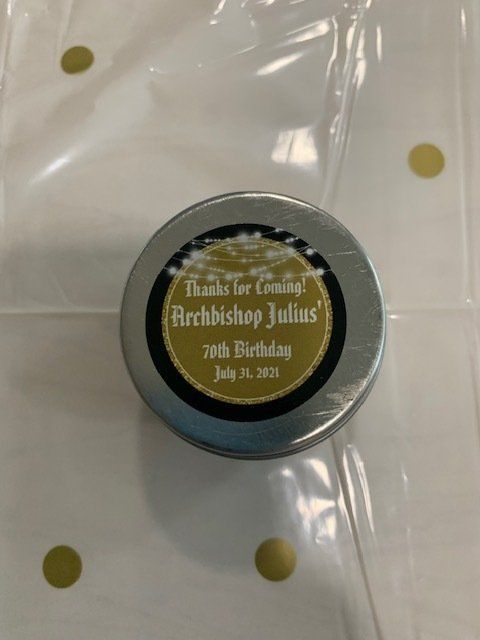 Thanks for Coming!
Archbishop Julius'
70th Birthday
July 31, 2021